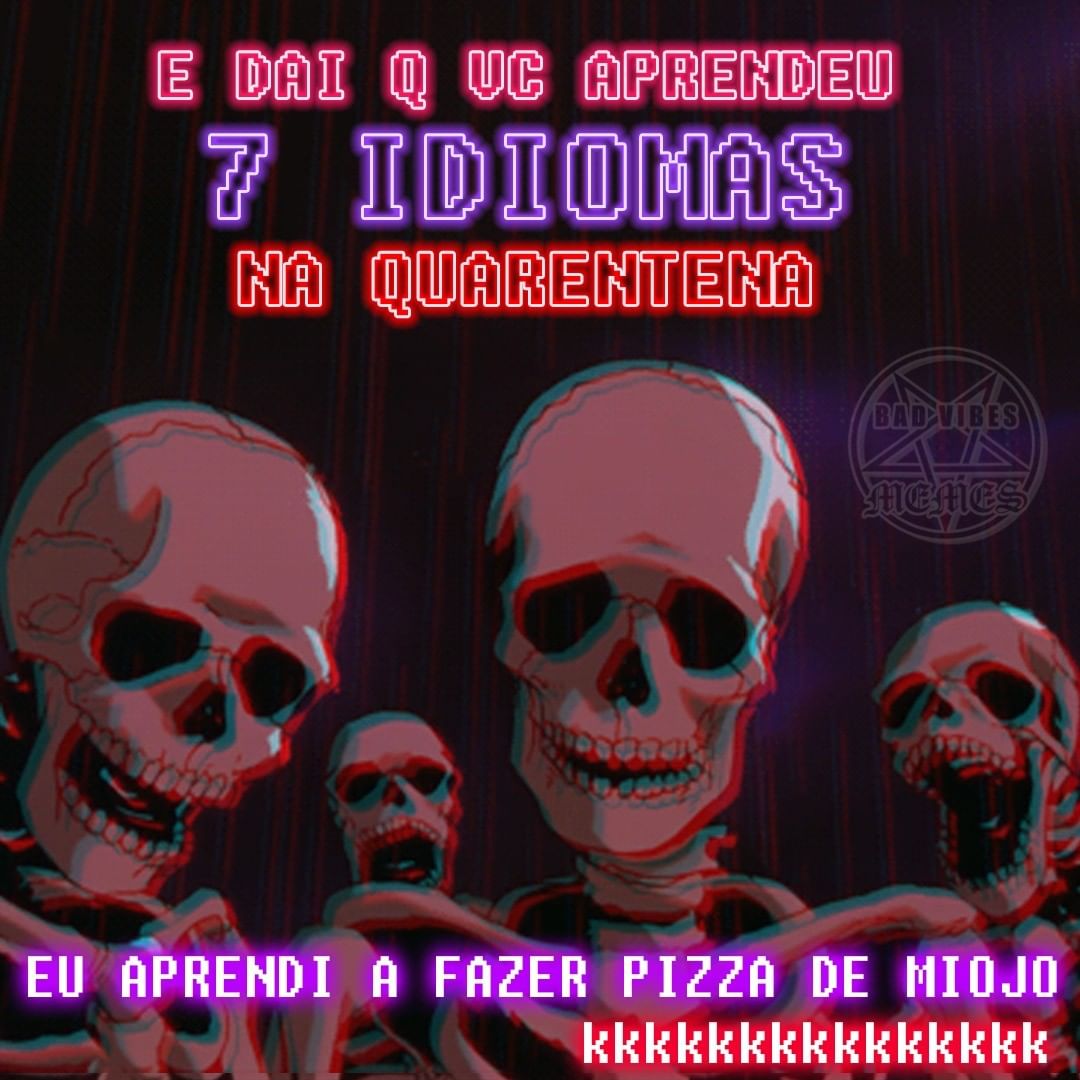 E DAI Q VC APRENDEU
7 IDIOMAS
NA QUARENTENA
BAD VIBES
MEMES
EU APRENDI A FAZER PIZZA DE MIOJO
kkkkkkkkkkkkkkk